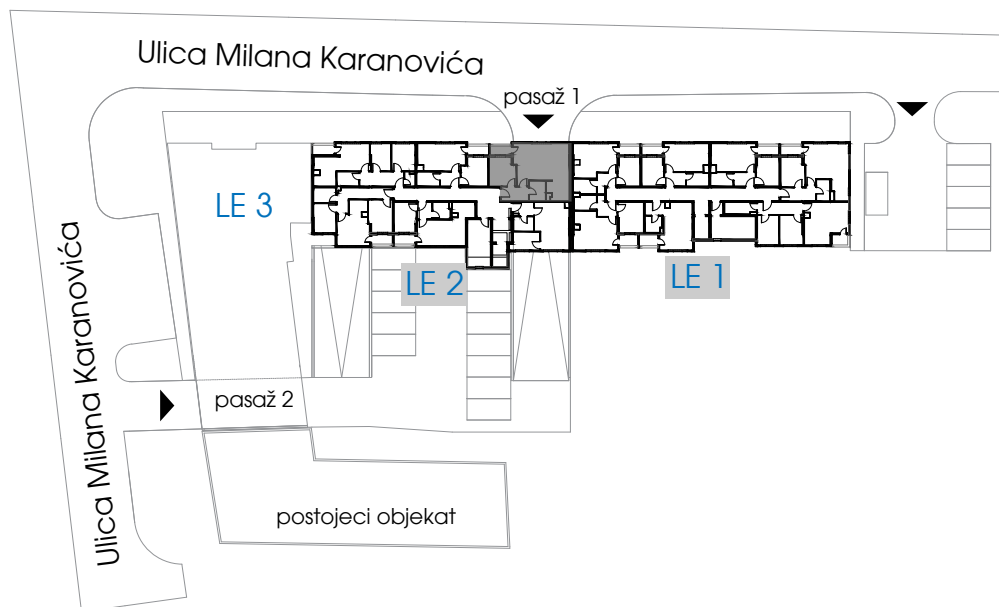 Ulica Milana Karanovića
pasaž 1
LE 3
LE 2
LE 1
Ulica Milana Karanovića
pasaž 2
postojeci objekat